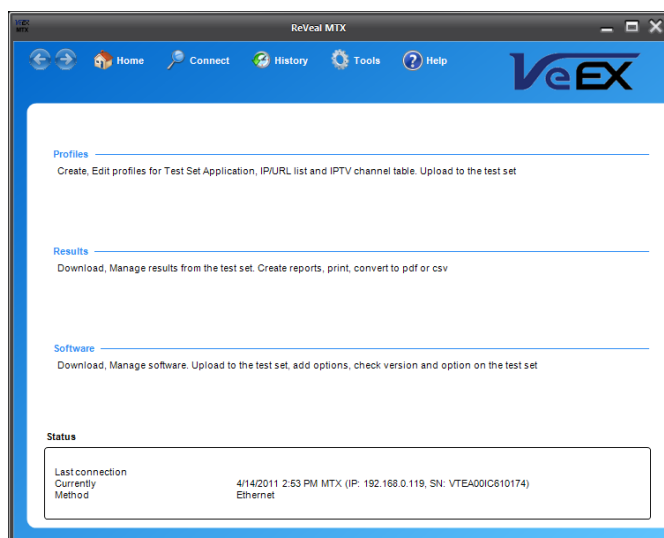 VeEX
MTX
ReVeal MTX
Home Connect History Tools Help
VeEX
Profiles
Create, Edit profiles for Test Set Application, IP/URL list and IPTV channel table. Upload to the test set
Results
Download, Manage results from the test set. Create reports, print, convert to pdf or csv
Software
Download, Manage software. Upload to the test set, add options, check version and option on the test set
Status
Last connection
Currently 4/14/2011 2:53 PM MTX (IP: 192.168.0.119, SN: VTEA00IC610174)
Method Ethernet